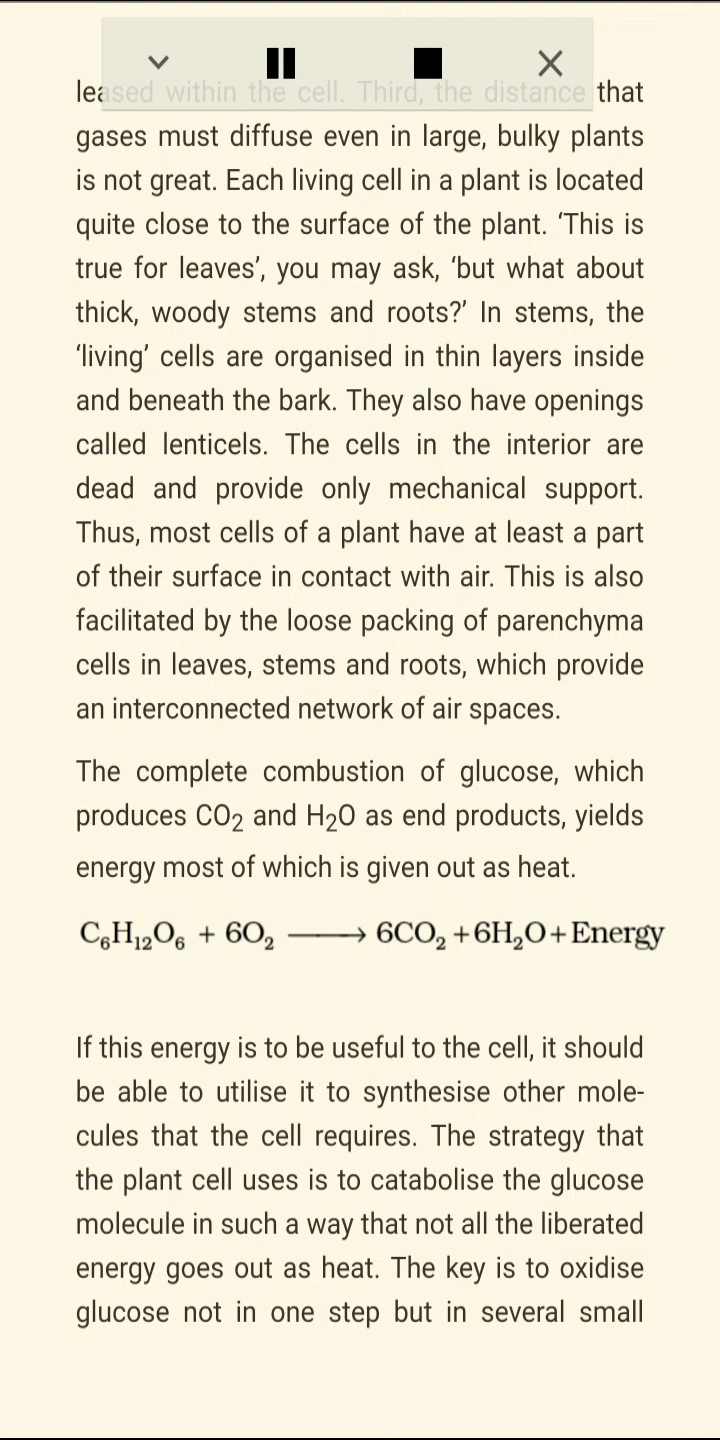 leased within the cell. Third, the distance that
gases must diffuse even in large, bulky plants
is not great. Each living cell in a plant is located
quite close to the surface of the plant. ‘This is
true for leaves’, you may ask, ‘but what about
thick, woody stems and roots?’ In stems, the
‘living’ cells are organised in thin layers inside
and beneath the bark. They also have openings
called lenticels. The cells in the interior are
dead and provide only mechanical support.
Thus, most cells of a plant have at least a part
of their surface in contact with air. This is also
facilitated by the loose packing of parenchyma
cells in leaves, stems and roots, which provide
an interconnected network of air spaces.
The complete combustion of glucose, which
produces CO₂ and H₂O as end products, yields
energy most of which is given out as heat.
C₆H₁₂O₆ + 6O₂ ⟶ 6CO₂ + 6H₂O + Energy
If this energy is to be useful to the cell, it should
be able to utilise it to synthesise other mole-
cules that the cell requires. The strategy that
the plant cell uses is to catabolise the glucose
molecule in such a way that not all the liberated
energy goes out as heat. The key is to oxidise
glucose not in one step but in several small